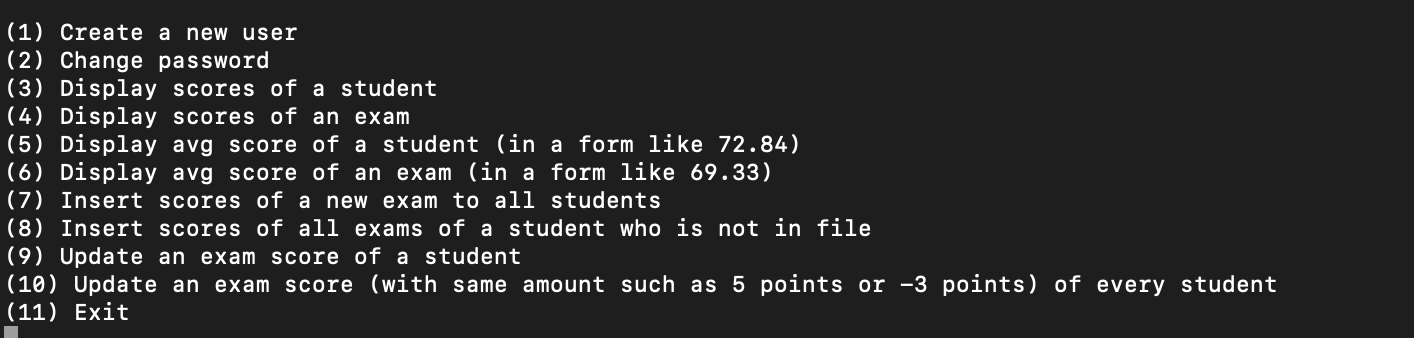 (1) Create a new user
(2) Change password
(3) Display scores of a student
(4) Display scores of an exam
(5) Display avg score of a student (in a form like 72.84)
(6) Display avg score of an exam (in a form like 69.33)
(7) Insert scores of a new exam to all students
(8) Insert scores of all exams of a student who is not in file
(9) Update an exam score of a student
(10) Update an exam score (with same amount such as 5 points or -3 points) of every student
(11) Exit